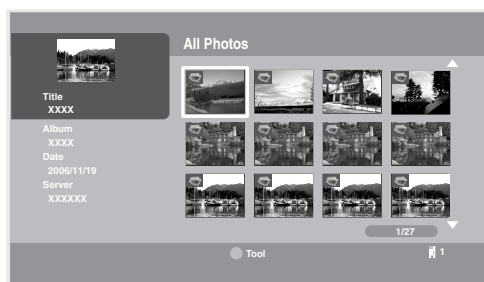 All Photos
Title
XXXX
Album
XXXX
Date
2006/11/19
Server
XXXXXX
1/27
Tool
1